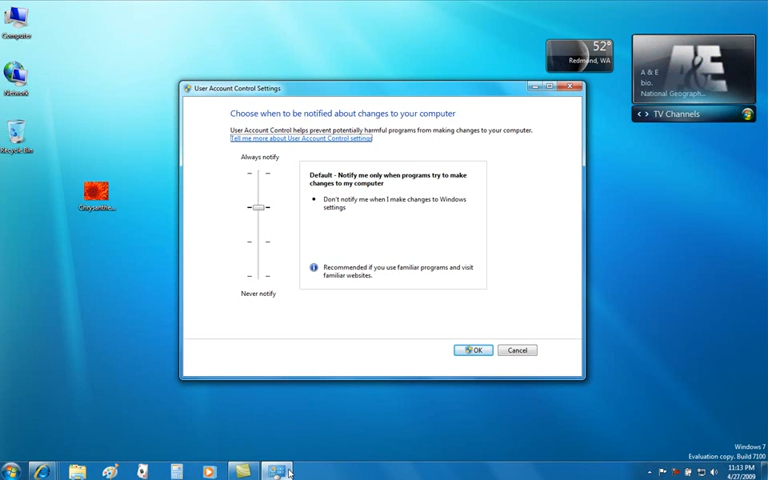 Computer
Network
Recycle Bin
Chrysanthe...
52°
Redmond, WA
A&E
A & E
bio.
National Geograph...
TV Channels
User Account Control Settings
Choose when to be notified about changes to your computer
User Account Control helps prevent potentially harmful programs from making changes to your computer.
Tell me more about User Account Control settings
Always notify
Default - Notify me only when programs try to make
changes to my computer
Don't notify me when I make changes to Windows
settings
Recommended if you use familiar programs and visit
familiar websites.
Never notify
OK
Cancel
Windows 7
Evaluation copy. Build 7100
11:13 PM
4/27/2009